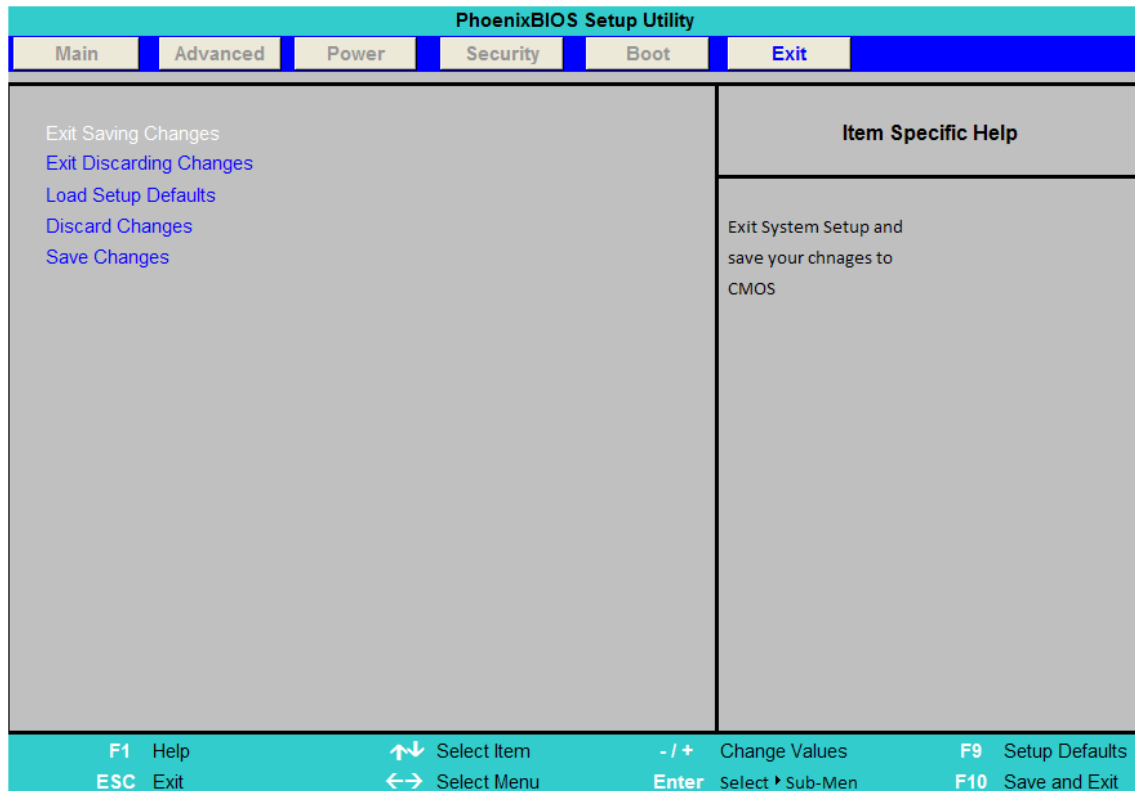 PhoenixBIOS Setup Utility
Main Advanced Power Security Boot Exit
Exit Saving Changes
Exit Discarding Changes
Load Setup Defaults
Discard Changes
Save Changes
Item Specific Help
Exit System Setup and
save your chnages to
CMOS
F1 Help ↑↓ Select Item - / + Change Values F9 Setup Defaults
ESC Exit ←→ Select Menu Enter Select ▸ Sub-Men F10 Save and Exit